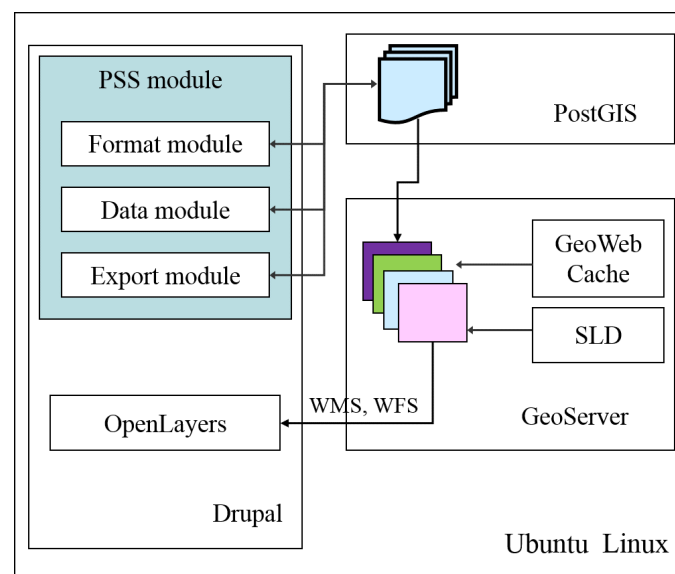 PSS module
Format module
Data module
Export module
OpenLayers
Drupal
PostGIS
GeoWeb
Cache
SLD
WMS, WFS
GeoServer
Ubuntu Linux